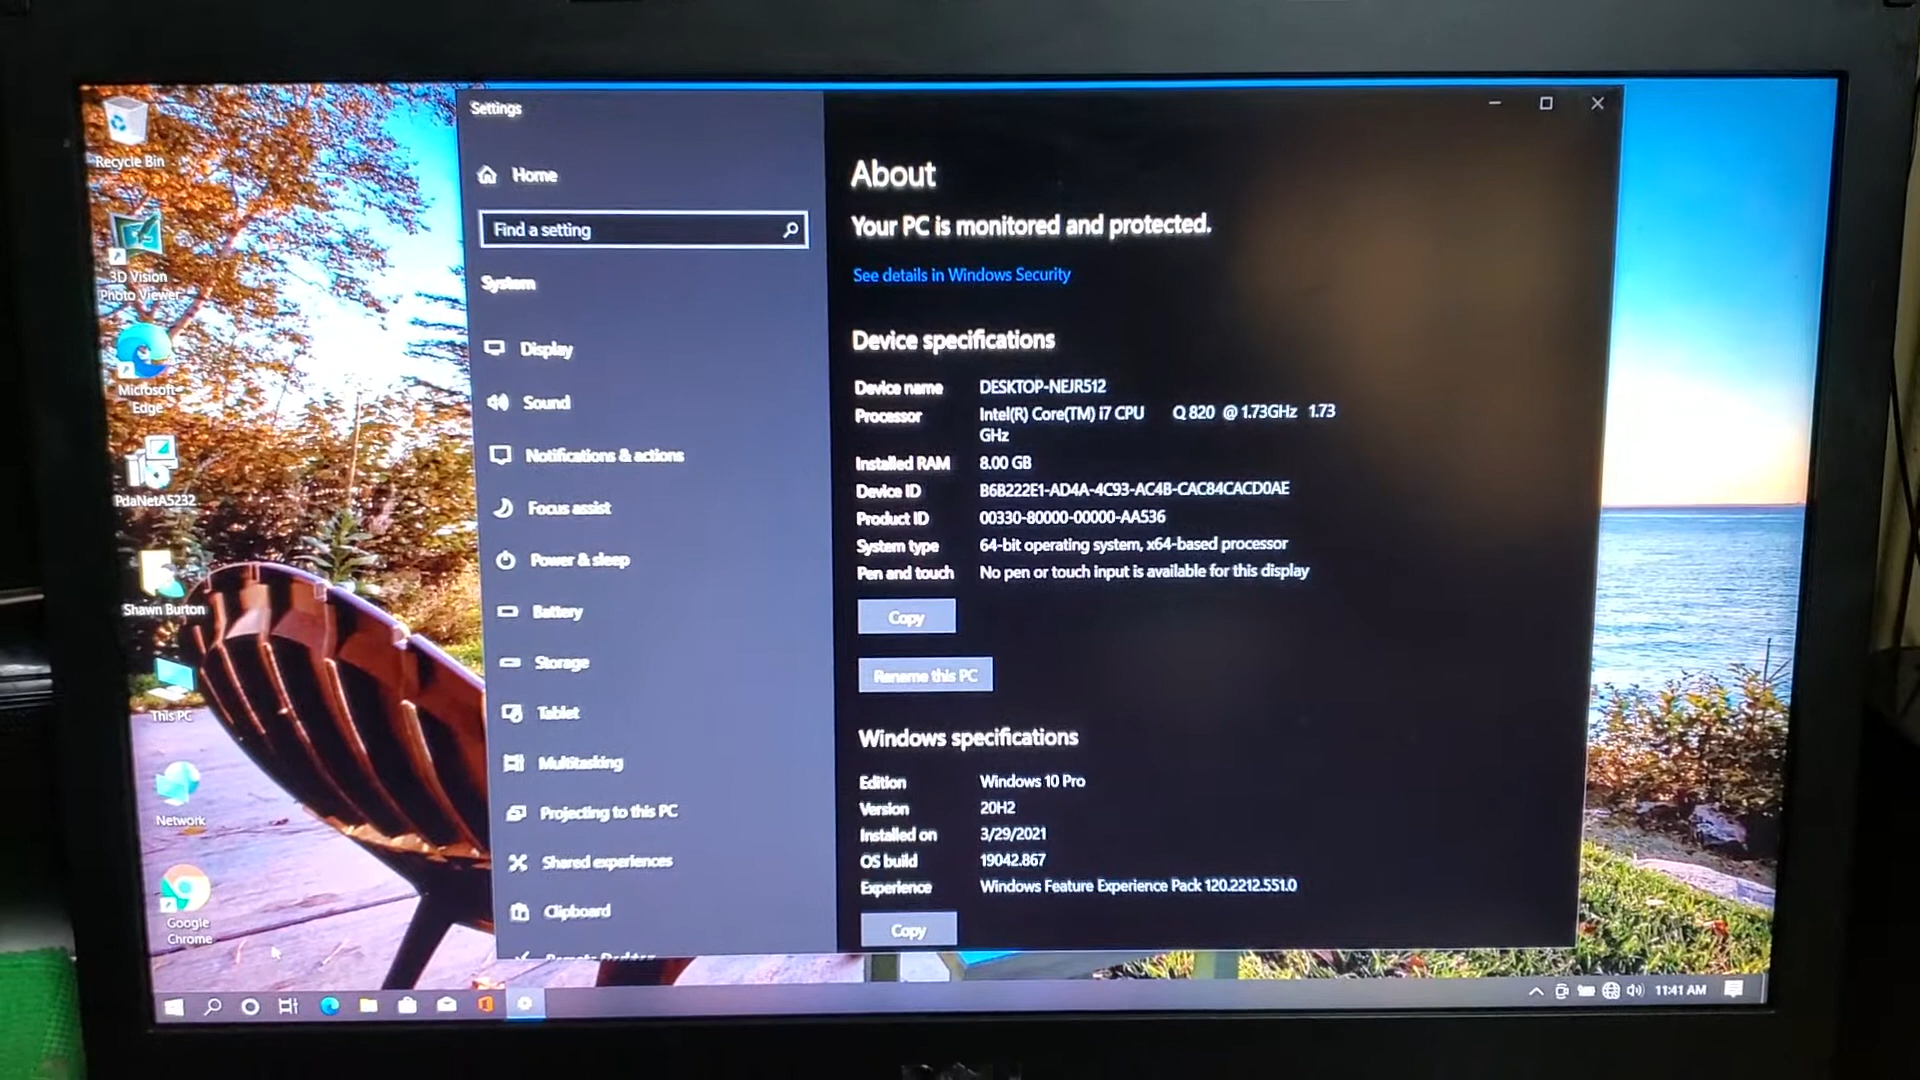 Recycle Bin
3D Vision
Photo Viewer
Microsoft
Edge
PdaNetA5232
Shawn Burton
This PC
Network
Google
Chrome
Settings
Home
Find a setting
System
Display
Sound
Notifications & actions
Focus assist
Power & sleep
Battery
Storage
Tablet
Multitasking
Projecting to this PC
Shared experiences
Clipboard
Remote Desktop
About
Your PC is monitored and protected.
See details in Windows Security
Device specifications
Device name DESKTOP-NEJR512
Processor Intel(R) Core(TM) i7 CPU Q 820 @ 1.73GHz 1.73
GHz
Installed RAM 8.00 GB
Device ID B6B222E1-AD4A-4C93-AC4B-CAC84CACD0AE
Product ID 00330-80000-00000-AA536
System type 64-bit operating system, x64-based processor
Pen and touch No pen or touch input is available for this display
Copy
Rename this PC
Windows specifications
Edition Windows 10 Pro
Version 20H2
Installed on 3/29/2021
OS build 19042.867
Experience Windows Feature Experience Pack 120.2212.551.0
Copy
11:41 AM